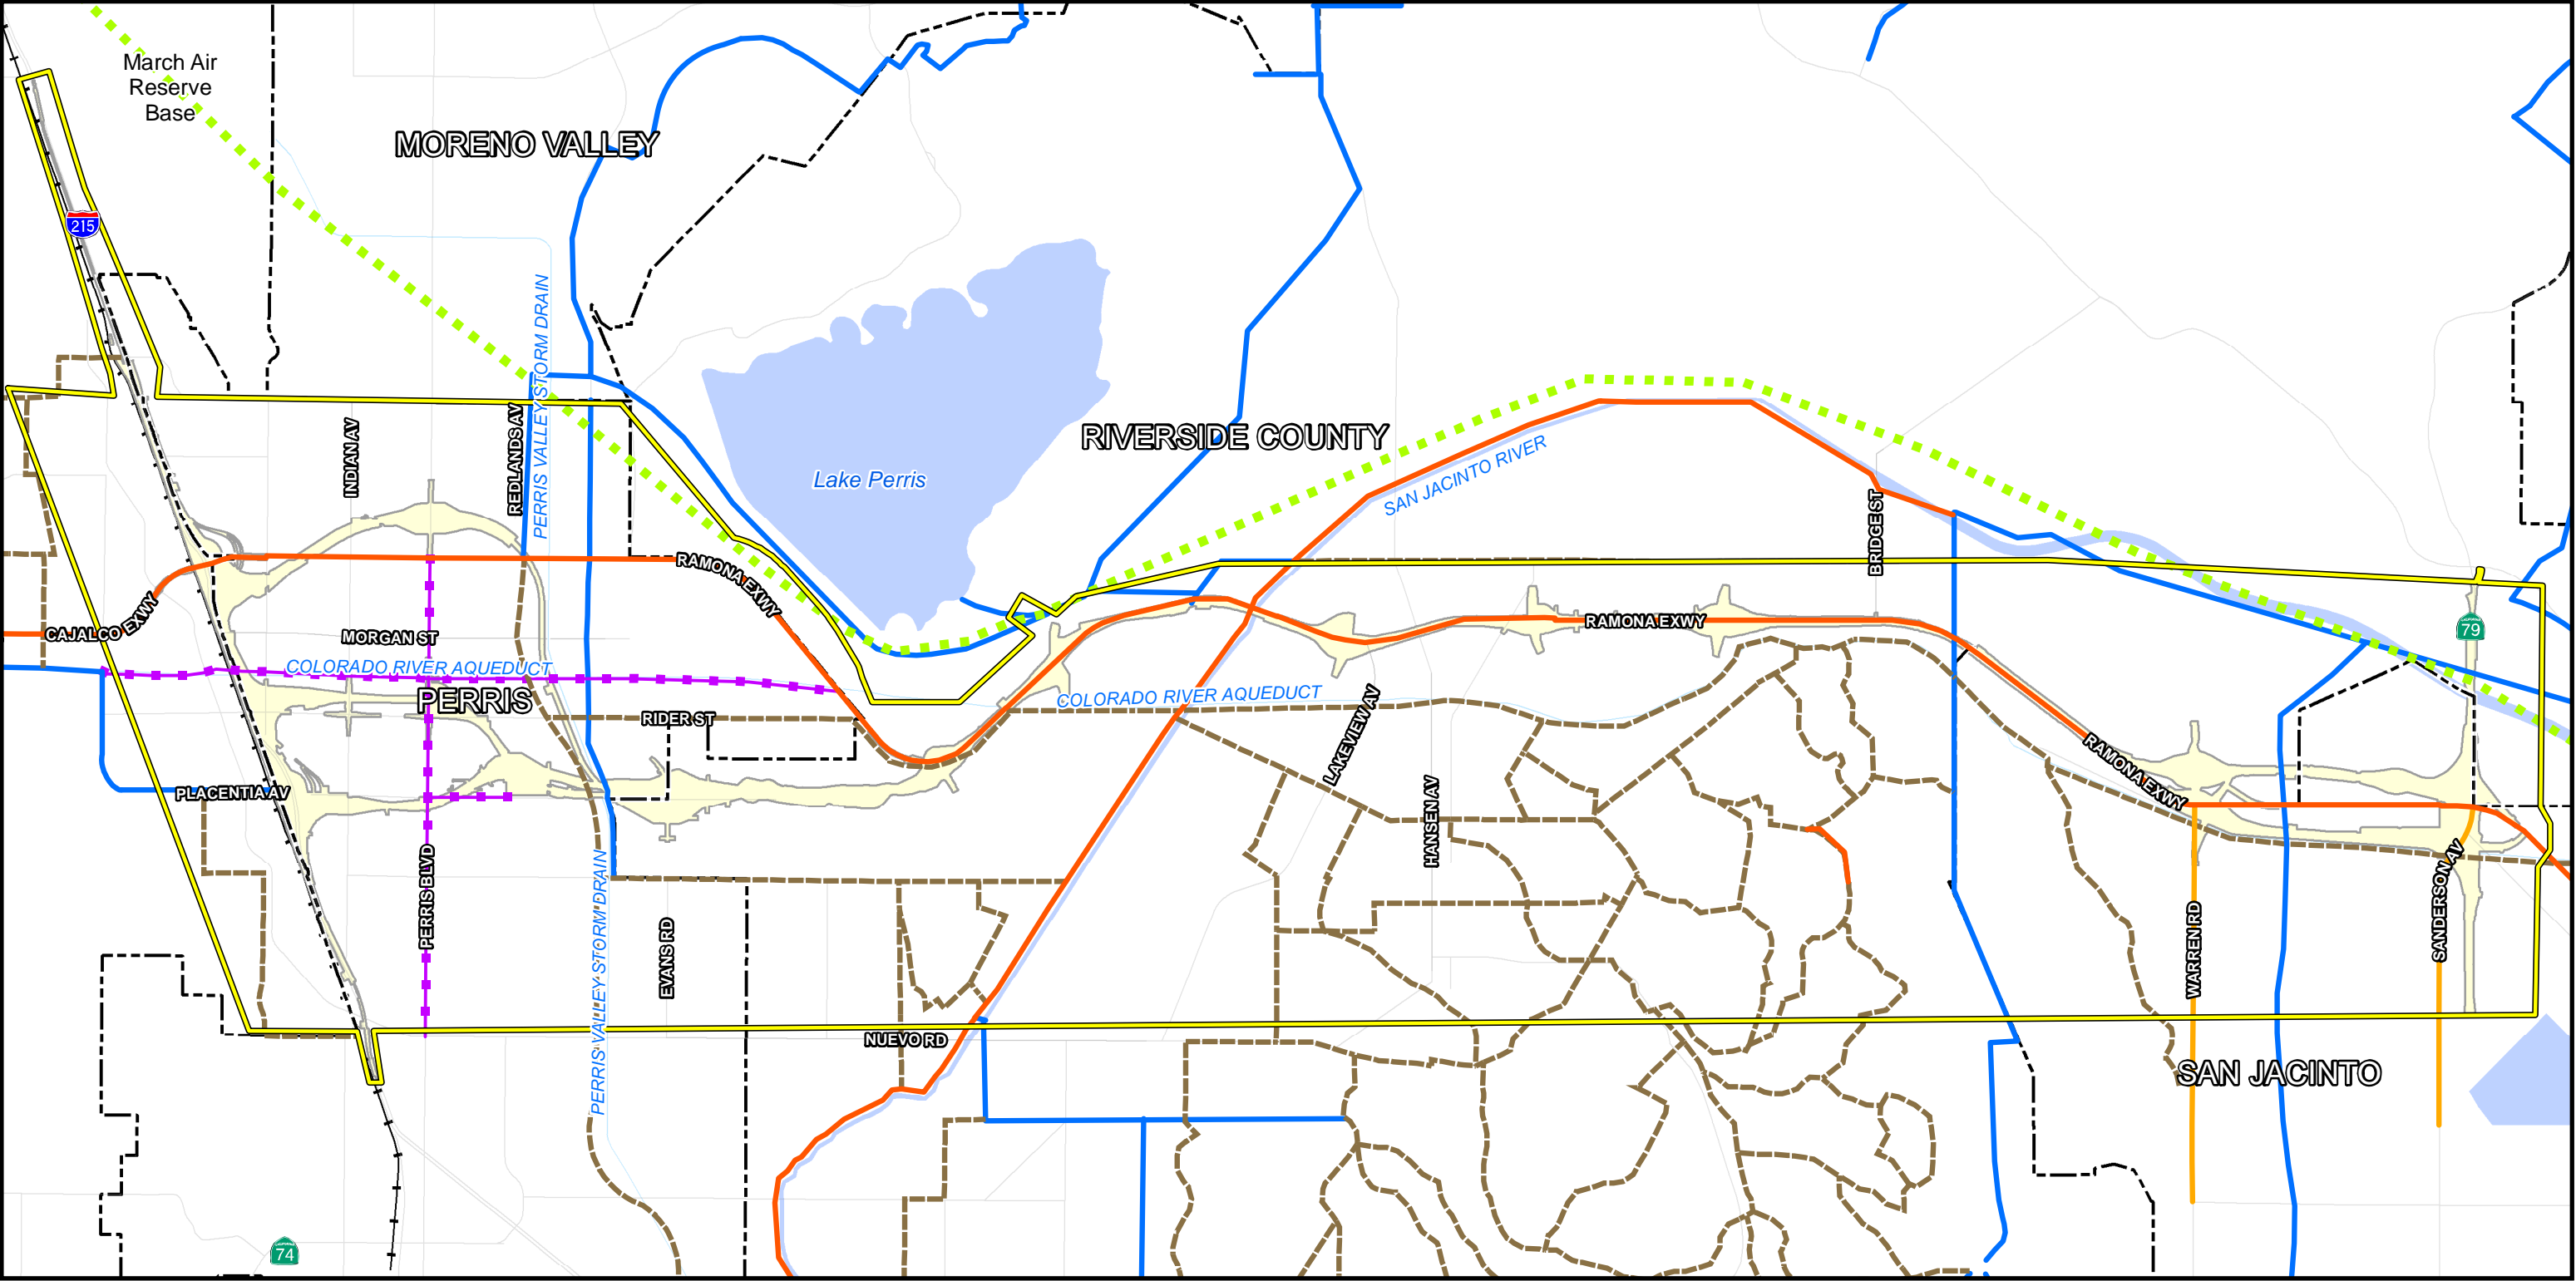 March Air
Reserve
Base
MORENO VALLEY
215
PERRIS VALLEY STORM DRAIN
INDIAN AV
REDLANDS AV
RIVERSIDE COUNTY
Lake Perris
SAN JACINTO RIVER
BRIDGE ST
RAMONA EXWY
CAJALCO EXWY
MORGAN ST
RAMONA EXWY
79
COLORADO RIVER AQUEDUCT
PERRIS
COLORADO RIVER AQUEDUCT
RIDER ST
LAKEVIEW AV
RAMONA EXWY
PLACENTIA AV
HANSEN AV
PERRIS BLVD
PERRIS VALLEY STORM DRAIN
EVANS RD
WARREN RD
SANDERSON AV
NUEVO RD
SAN JACINTO
74